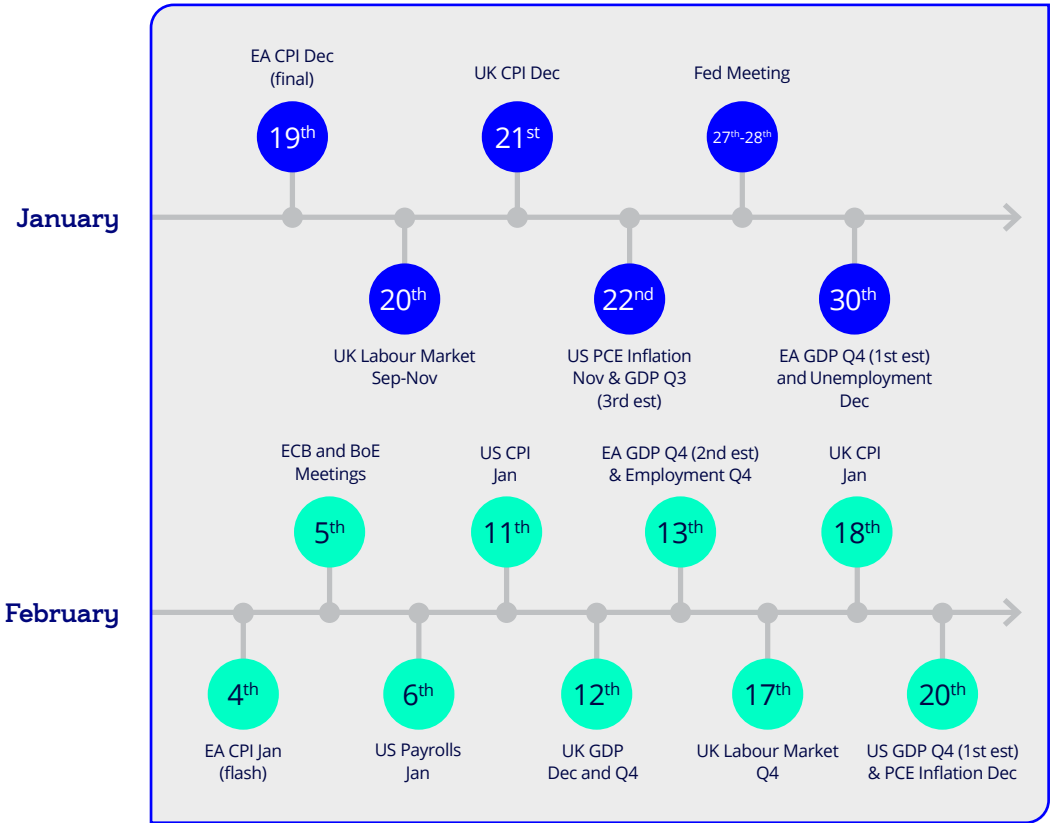 January
EA CPI Dec
(final)
19th
20th
UK Labour Market
Sep-Nov
UK CPI Dec
21st
22nd
US PCE Inflation
Nov & GDP Q3
(3rd est)
Fed Meeting
27th-28th
30th
EA GDP Q4 (1st est)
and Unemployment
Dec
February
4th
EA CPI Jan
(flash)
ECB and BoE
Meetings
5th
6th
US Payrolls
Jan
US CPI
Jan
11th
12th
UK GDP
Dec and Q4
EA GDP Q4 (2nd est)
& Employment Q4
13th
17th
UK Labour Market
Q4
UK CPI
Jan
18th
20th
US GDP Q4 (1st est)
& PCE Inflation Dec